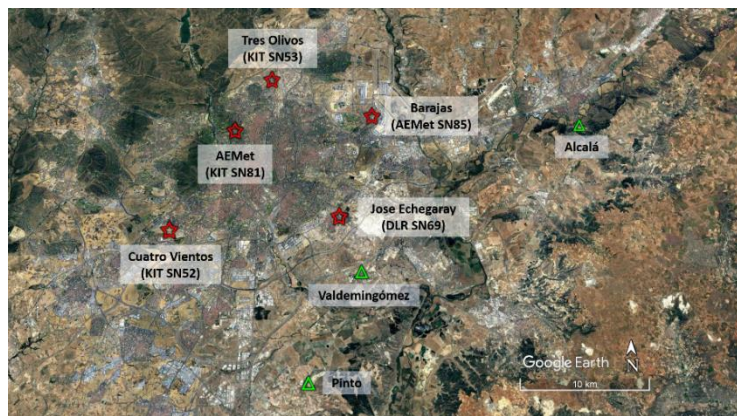 Tres Olivos
(KIT SN53)
Barajas
(AEMet SN85)
Alcalá
AEMet
(KIT SN81)
Jose Echegaray
(DLR SN69)
Cuatro Vientos
(KIT SN52)
Valdemingómez
Google Earth
N
10 km
Pinto